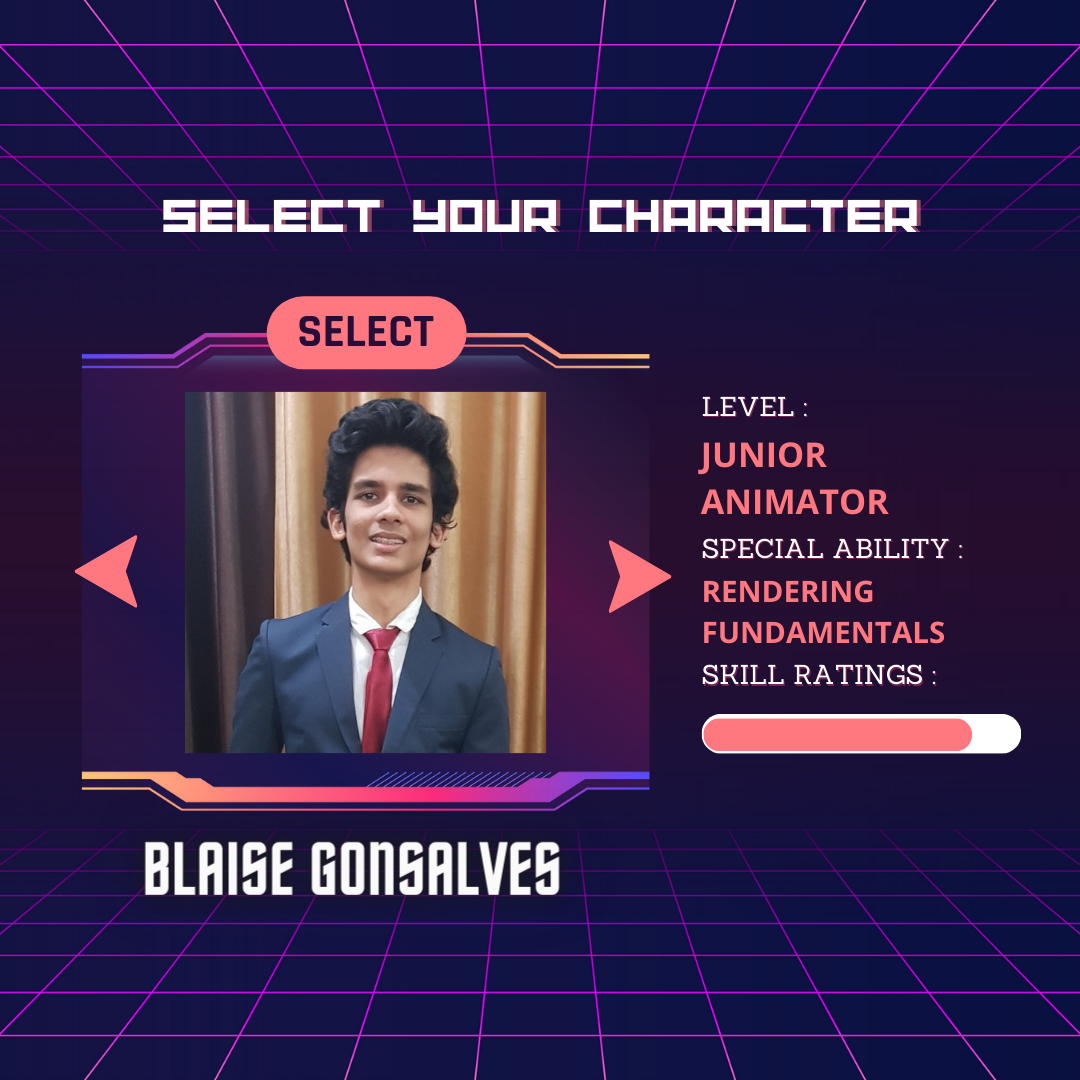 SELECT YOUR CHARACTER
SELECT
LEVEL :
JUNIOR
ANIMATOR
SPECIAL ABILITY :
RENDERING
FUNDAMENTALS
SKILL RATINGS :
BLAISE GONSALVES